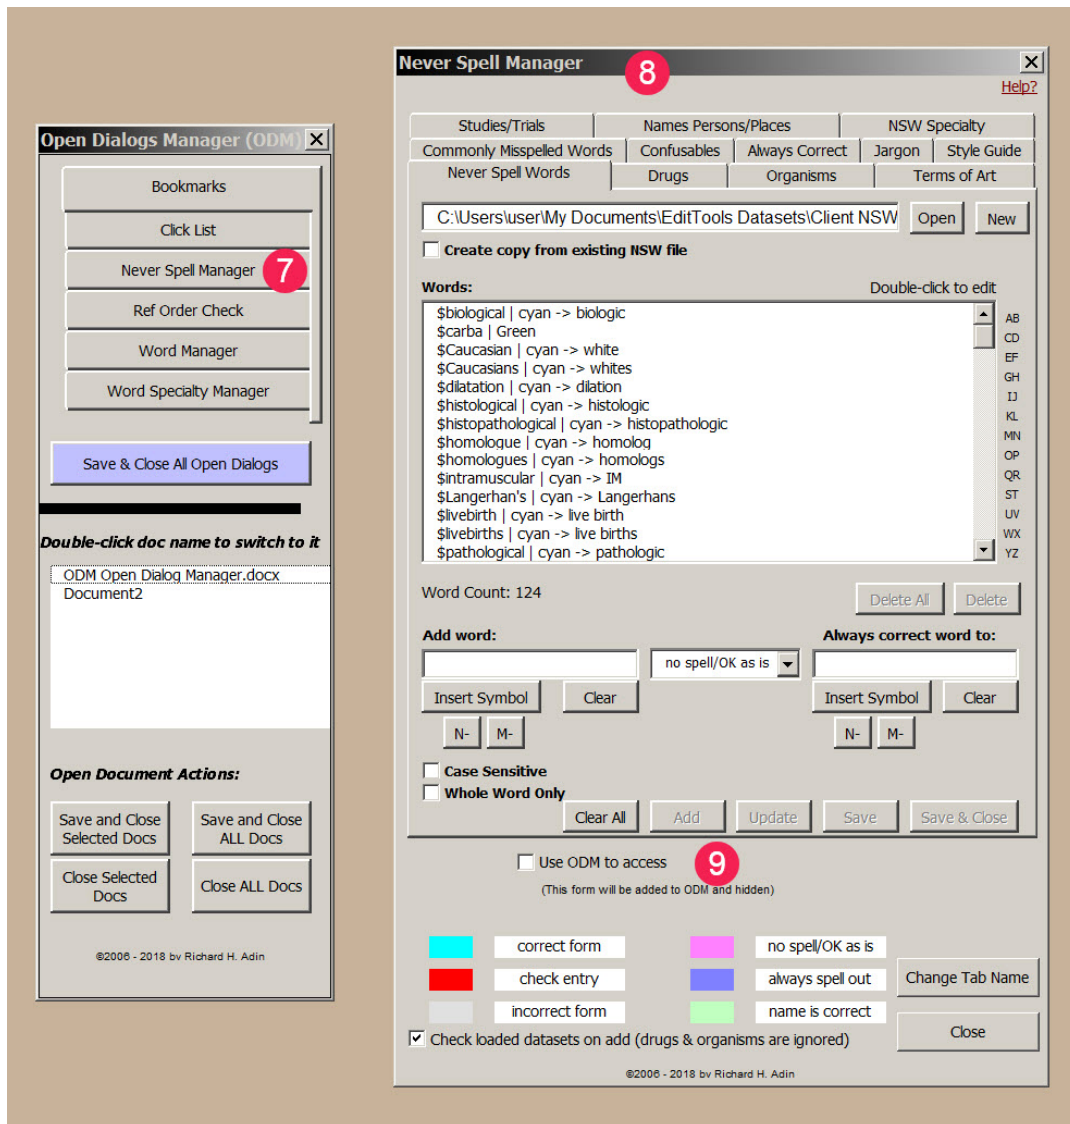 Open Dialogs Manager (ODM)
Bookmarks
Click List
Never Spell Manager
7
Ref Order Check
Word Manager
Word Specialty Manager
Save & Close All Open Dialogs
Double-click doc name to switch to it
ODM Open Dialog Manager.docx
Document2
Open Document Actions:
Save and Close
Selected Docs
Save and Close
ALL Docs
Close Selected
Docs
Close ALL Docs
©2006 - 2018 by Richard H. Adin
Never Spell Manager
8
Help?
Studies/Trials
Names Persons/Places
NSW Specialty
Commonly Misspelled Words
Confusables
Always Correct
Jargon
Style Guide
Never Spell Words
Drugs
Organisms
Terms of Art
C:\Users\user\My Documents\EditTools Datasets\Client NSW
Open
New
Create copy from existing NSW file
Words:
Double-click to edit
$biological | cyan -> biologic
$carba | Green
$Caucasian | cyan -> white
$Caucasians | cyan -> whites
$dilatation | cyan -> dilation
$histological | cyan -> histologic
$histopathological | cyan -> histopathologic
$homologue | cyan -> homolog
$homologues | cyan -> homologs
$intramuscular | cyan -> IM
$Langerhan's | cyan -> Langerhans
$livebirth | cyan -> live birth
$livebirths | cyan -> live births
$pathological | cyan -> pathologic
AB
CD
EF
GH
IJ
KL
MN
OP
QR
ST
UV
WX
YZ
Word Count: 124
Delete All
Delete
Add word:
Always correct word to:
no spell/OK as is
Insert Symbol
Clear
Insert Symbol
Clear
N-
M-
N-
M-
Case Sensitive
Whole Word Only
Clear All
Add
Update
Save
Save & Close
Use ODM to access
9
(This form will be added to ODM and hidden)
correct form
no spell/OK as is
check entry
always spell out
Change Tab Name
incorrect form
name is correct
Close
Check loaded datasets on add (drugs & organisms are ignored)
©2006 - 2018 by Richard H. Adin